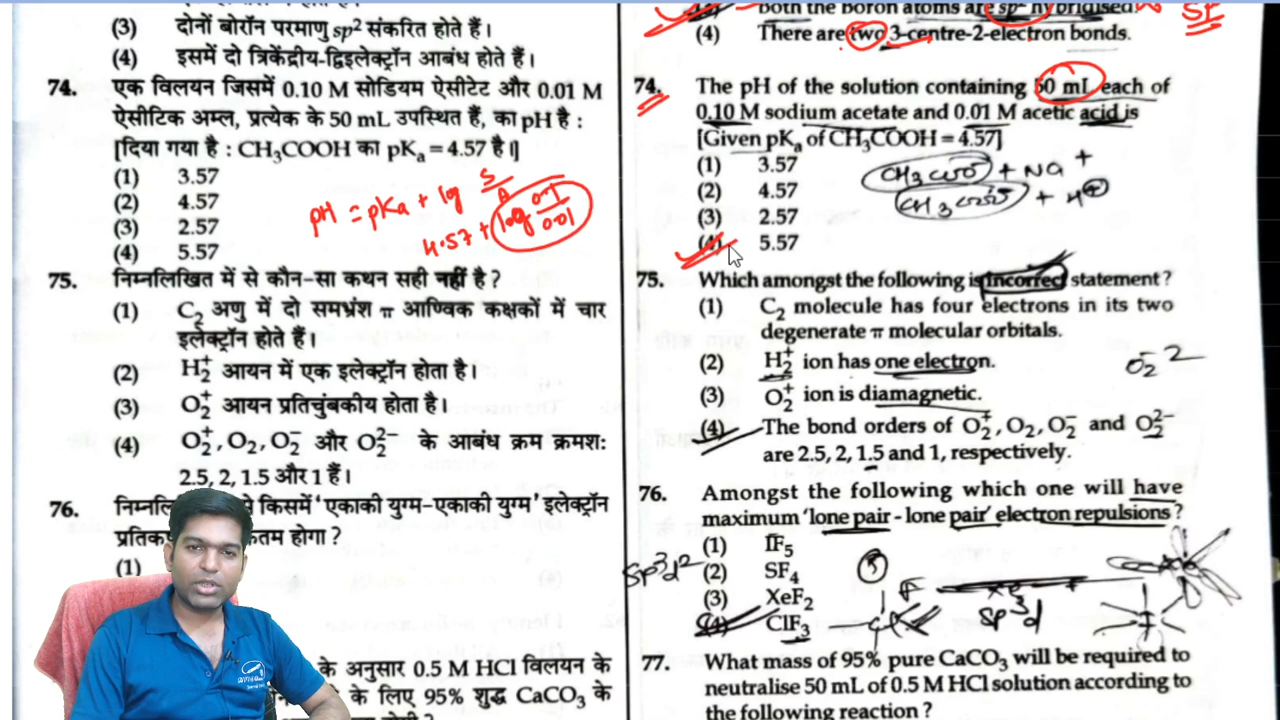 (3) दोनों बोरॉन परमाणु sp² संकरित होते हैं।
(4) इसमें दो त्रिकेंद्रीय-द्विइलेक्ट्रॉन आबंध होते हैं।
74. एक विलयन जिसमें 0.10 M सोडियम ऐसीटेट और 0.01 M
ऐसीटिक अम्ल, प्रत्येक के 50 mL उपस्थित हैं, का pH है :
[दिया गया है : CH₃COOH का pKₐ = 4.57 है।]
(1) 3.57
(2) 4.57
(3) 2.57
(4) 5.57
pH = pKa + log S/A
4.57 + log 0.1/0.01
75. निम्नलिखित में से कौन-सा कथन सही नहीं है ?
(1) C₂ अणु में दो समभ्रंश π आण्विक कक्षकों में चार
इलेक्ट्रॉन होते हैं।
(2) H₂⁺ आयन में एक इलेक्ट्रॉन होता है।
(3) O₂⁺ आयन प्रतिचुंबकीय होता है।
(4) O₂⁺, O₂, O₂⁻ और O₂²⁻ के आबंध क्रम क्रमश:
2.5, 2, 1.5 और 1 हैं।
76. किसमें ' एकाकी युग्म-एकाकी युग्म' इलेक्ट्रॉन
होगा ?
(1)
के अनुसार 0.5 M HCl विलयन के
के लिए 95% शुद्ध CaCO₃ के
both the Boron atoms are sp² hybridised.
SP
(4) There are two 3-centre-2-electron bonds.
74. The pH of the solution containing 50 mL each of
0.10 M sodium acetate and 0.01 M acetic acid is
[Given pKₐ of CH₃COOH = 4.57]
(1) 3.57
(2) 4.57
(3) 2.57
(4) 5.57
CH3COO⁻ + Na⁺
CH3COO⁻ + H⁺
75. Which amongst the following is incorrect statement ?
(1) C₂ molecule has four electrons in its two
degenerate π molecular orbitals.
(2) H₂⁺ ion has one electron.
(3) O₂⁺ ion is diamagnetic.
(4) The bond orders of O₂⁺, O₂, O₂⁻ and O₂²⁻
are 2.5, 2, 1.5 and 1, respectively.
76. Amongst the following which one will have
maximum 'lone pair - lone pair' electron repulsions ?
(1) IF₅
(2) SF₄
(3) XeF₂
(4) ClF₃
sp³d²
sp³d
77. What mass of 95% pure CaCO₃ will be required to
neutralise 50 mL of 0.5 M HCl solution according to
the following reaction ?